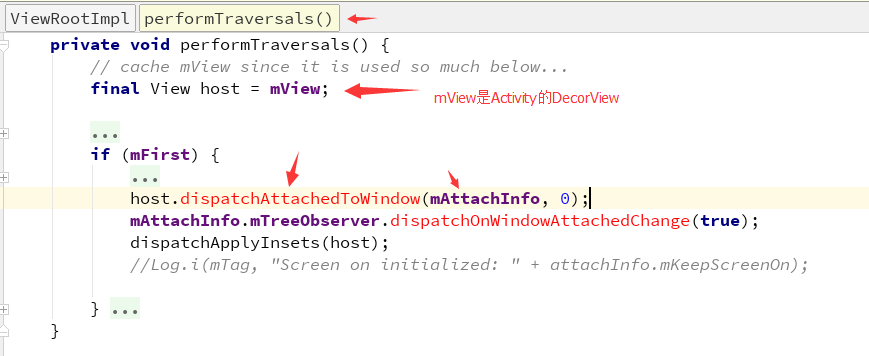 ViewRootImpl performTraversals()
private void performTraversals() {
// cache mView since it is used so much below...
final View host = mView;
mView是Activity的DecorView
...
if (mFirst) {
...
host.dispatchAttachedToWindow(mAttachInfo, 0);
mAttachInfo.mTreeObserver.dispatchOnWindowAttachedChange(true);
dispatchApplyInsets(host);
//Log.i(mTag, "Screen on initialized: " + attachInfo.mKeepScreenOn);
} ...
}